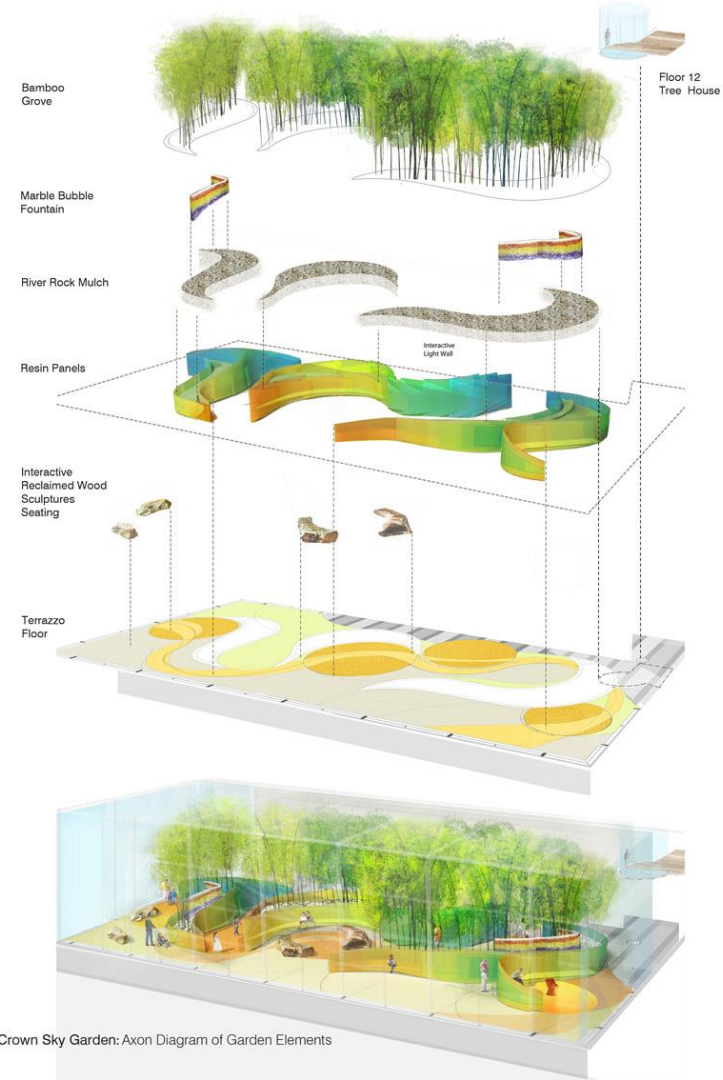 Bamboo
Grove
Floor 12
Tree House
Marble Bubble
Fountain
River Rock Mulch
Interactive
Light Wall
Resin Panels
Interactive
Reclaimed Wood
Sculptures
Seating
Terrazzo
Floor
Crown Sky Garden: Axon Diagram of Garden Elements